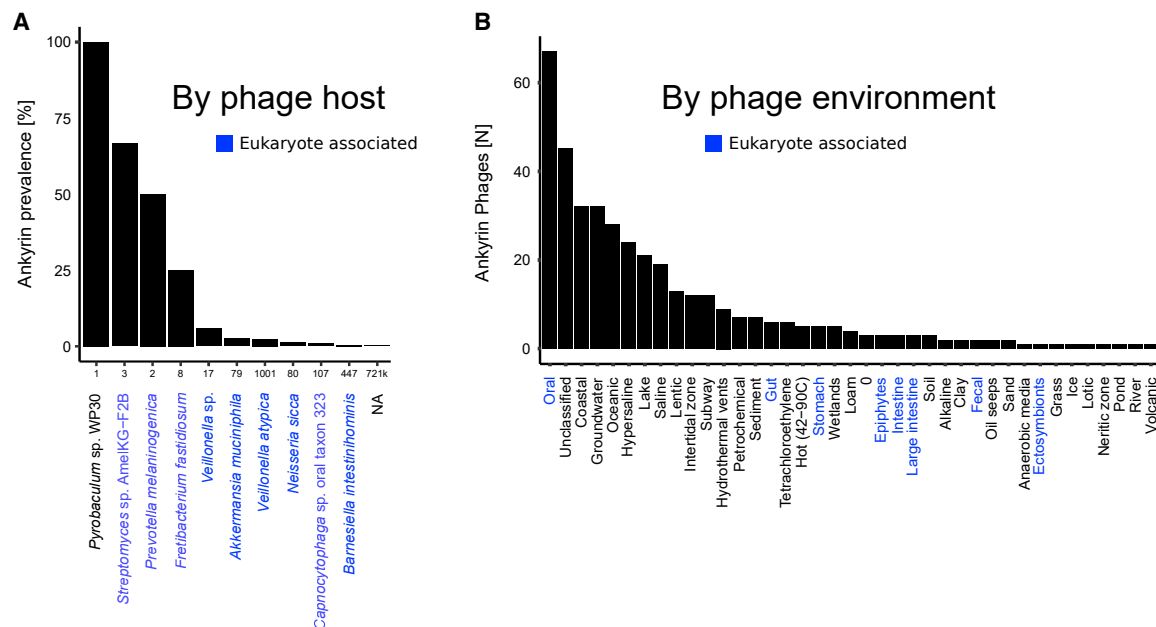 A
By phage host
Eukaryote associated
Ankyrin prevalence [%]
100
75
50
25
0
1 3 2 8 17 79 1001 80 107 447 721k
Pyrobaculum sp. WP30
Streptomyces sp. AmelKG−F2B
Prevotella melaninogenica
Fretibacterium fastidiosum
Veillonella sp.
Akkermansia muciniphila
Veillonella atypica
Neisseria sicca
Capnocytophaga sp. oral taxon 323
Barnesiella intestinihominis
NA
B
By phage environment
Eukaryote associated
Ankyrin Phages [N]
60
40
20
0
Oral
Unclassified
Coastal
Groundwater
Oceanic
Hypersaline
Lake
Saline
Lentic
Intertidal zone
Subway
Hydrothermal vents
Petrochemical
Sediment
Gut
Tetrachloroethylene
Hot (42−90C)
Stomach
Wetlands
Loam
0
Epiphytes
Intestine
Large intestine
Soil
Alkaline
Clay
Fecal
Oil seeps
Sand
Anaerobic media
Ectosymbionts
Grass
Ice
Lotic
Neritic zone
Pond
River
Volcanic